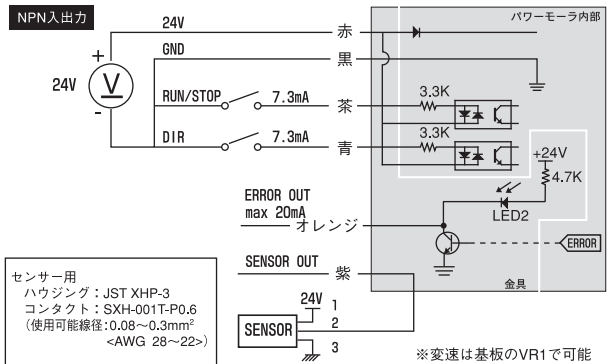 NPN入出力
パワーモーラ内部
24V
赤
GND
黒
+
24V
V
-
RUN/STOP
7.3mA
茶
3.3K
DIR
7.3mA
青
3.3K
+24V
4.7K
LED2
ERROR OUT
max 20mA
オレンジ
ERROR
SENSOR OUT
紫
金具
センサー用
ハウジング：JST XHP-3
コンタクト：SXH-001T-P0.6
（使用可能線径：0.08～0.3mm²
<AWG 28～22>）
24V
1
SENSOR
2
3
※変速は基板のVR1で可能